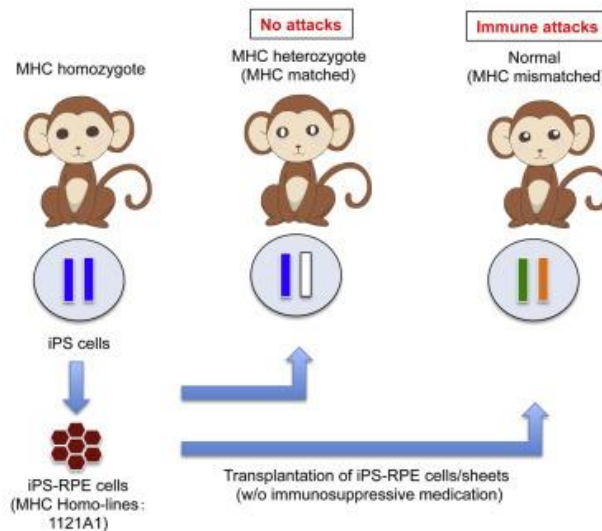 No attacks
Immune attacks
MHC homozygote
MHC heterozygote
(MHC matched)
Normal
(MHC mismatched)
iPS cells
iPS-RPE cells
(MHC Homo-lines:
1121A1)
Transplantation of iPS-RPE cells/sheets
(w/o immunosuppressive medication)